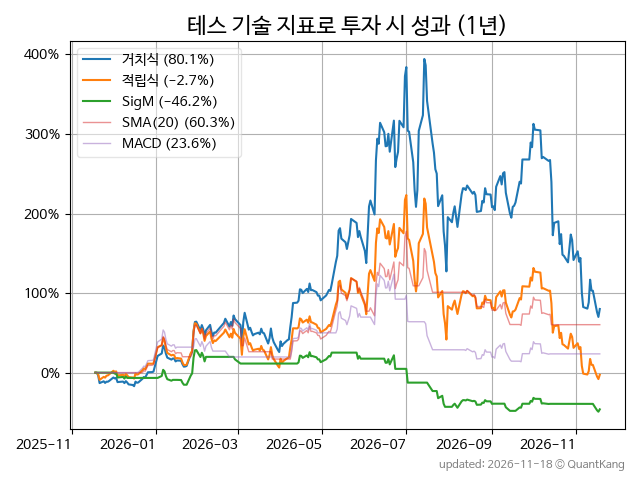 테스 기술 지표로 투자 시 성과 (1년)
거치식 (80.1%)
적립식 (-2.7%)
SigM (-46.2%)
SMA(20) (60.3%)
MACD (23.6%)
400%
300%
200%
100%
0%
2025-11 2026-01 2026-03 2026-05 2026-07 2026-09 2026-11
updated: 2026-11-18 © QuantKang